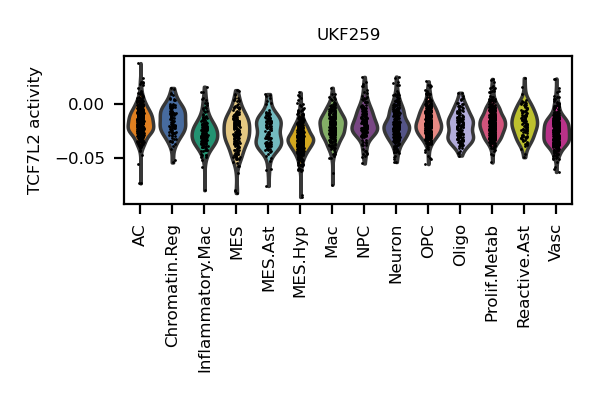 UKF259
TCF7L2 activity
0.00
−0.05
AC
Chromatin.Reg
Inflammatory.Mac
MES
MES.Ast
MES.Hyp
Mac
NPC
Neuron
OPC
Oligo
Prolif.Metab
Reactive.Ast
Vasc